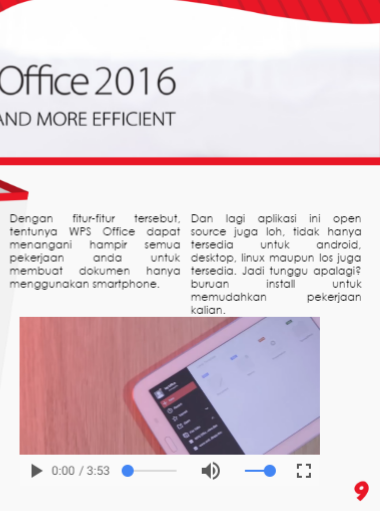 Office 2016
AND MORE EFFICIENT
Dengan fitur-fitur tersebut,
tentunya WPS Office dapat
menangani hampir semua
pekerjaan anda untuk
membuat dokumen hanya
menggunakan smartphone.
Dan lagi aplikasi ini open
source juga loh, tidak hanya
tersedia untuk android,
desktop, linux maupun Ios juga
tersedia. Jadi tunggu apalagi?
buruan install untuk
memudahkan pekerjaan
kalian.
0:00 / 3:53
9